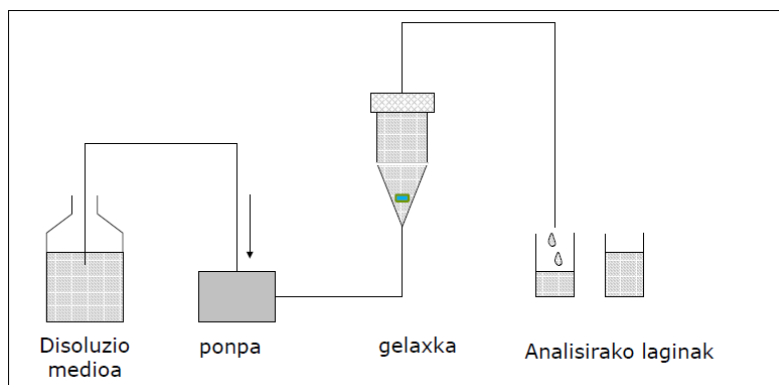 Disoluzio
medioa
ponpa
gelaxka
Analisirako laginak